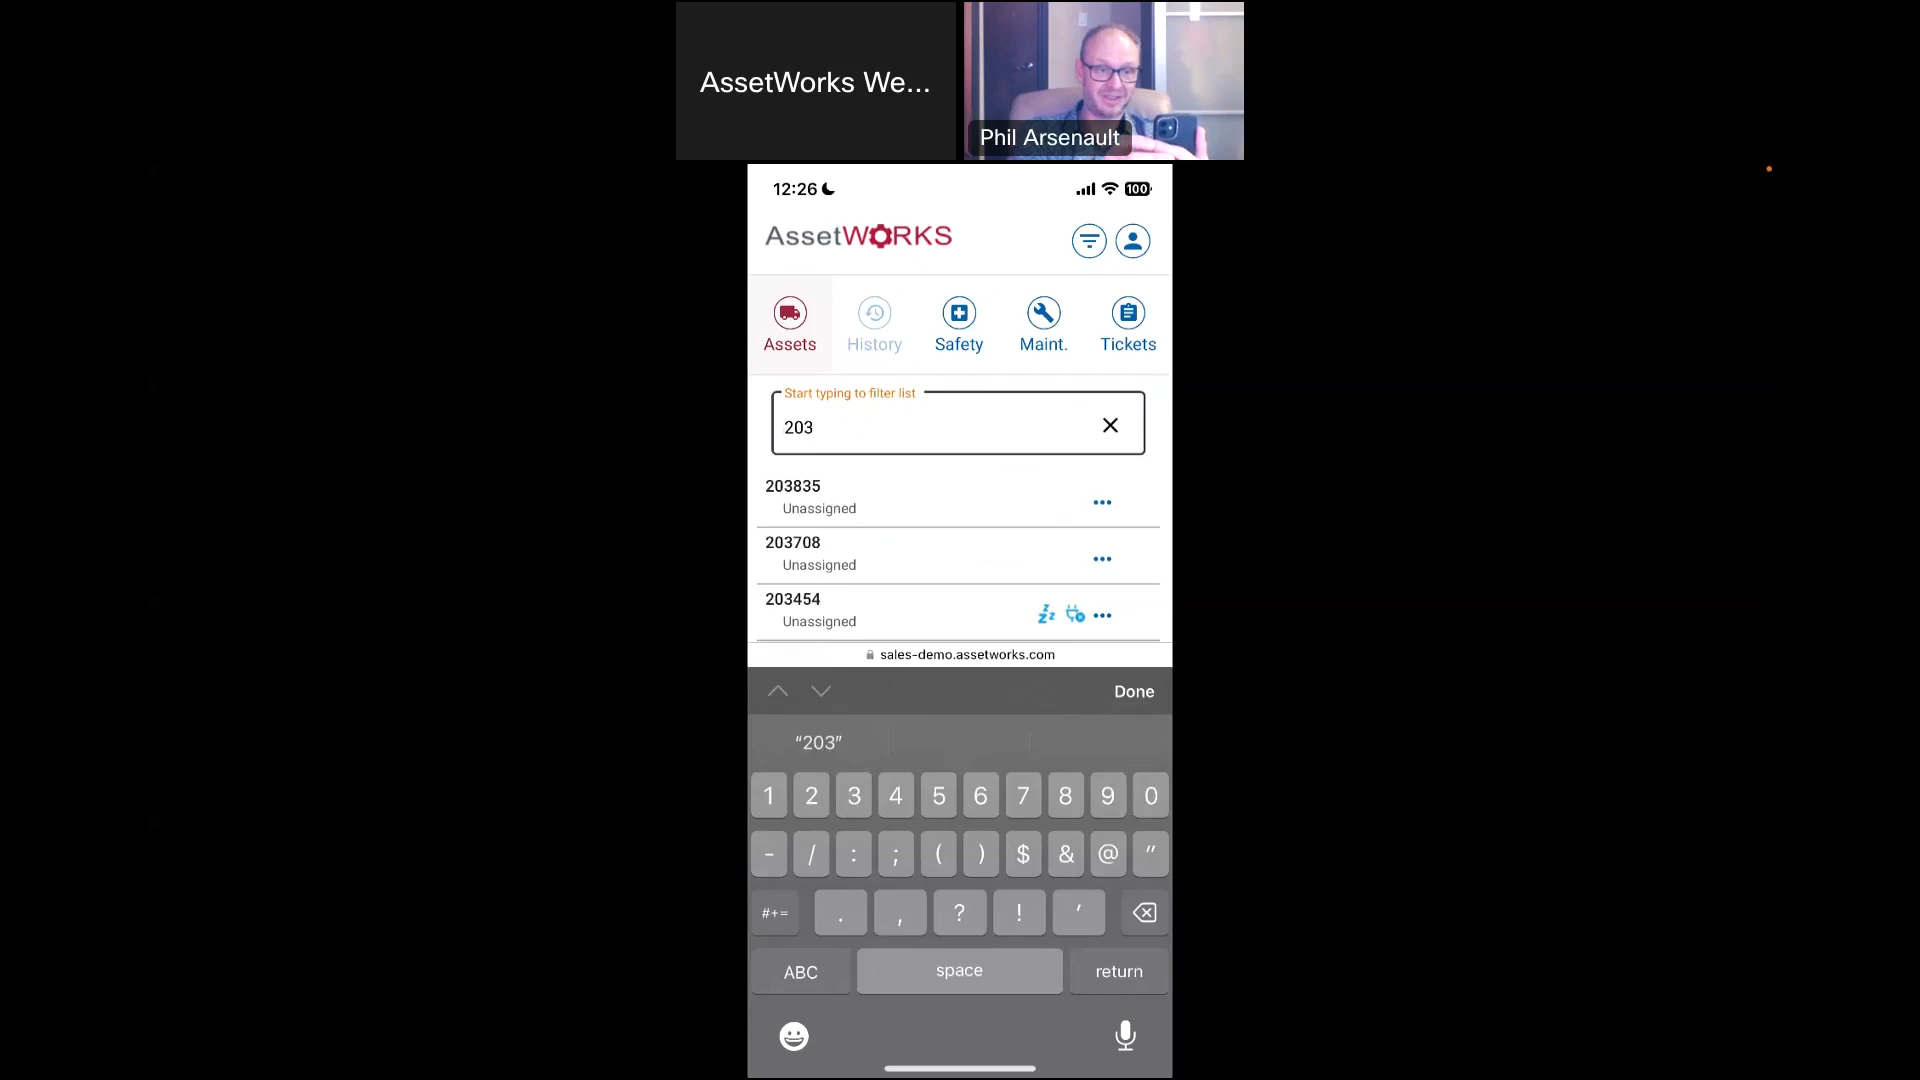 AssetWorks We...
Phil Arsenault
12:26
100
AssetWORKS
Assets
History
Safety
Maint.
Tickets
Start typing to filter list
203
203835
Unassigned
203708
Unassigned
203454
Unassigned
sales-demo.assetworks.com
Done
“203”
1 2 3 4 5 6 7 8 9 0
- / : ; ( ) $ & @ "
#+= . , ? ! '
ABC space return